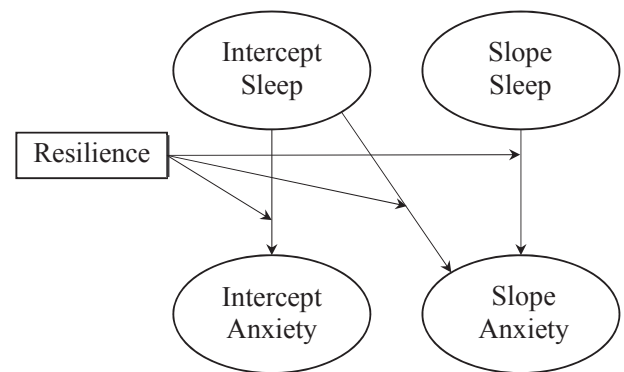 Intercept
Sleep
Slope
Sleep
Resilience
Intercept
Anxiety
Slope
Anxiety